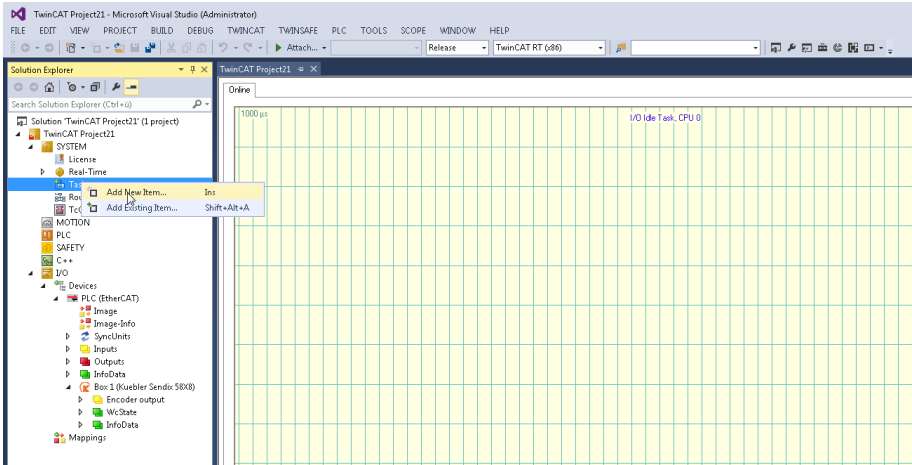 TwinCAT Project21 - Microsoft Visual Studio (Administrator)
FILE EDIT VIEW PROJECT BUILD DEBUG TWINCAT TWINSAFE PLC TOOLS SCOPE WINDOW HELP
Attach... Release TwinCAT RT (x86)
Solution Explorer
TwinCAT Project21
Online
Search Solution Explorer (Ctrl+ü)
Solution 'TwinCAT Project21' (1 project)
TwinCAT Project21
SYSTEM
License
Real-Time
Add New Item... Ins
Add Existing Item... Shift+Alt+A
MOTION
PLC
SAFETY
C++
I/O
Devices
PLC (EtherCAT)
Image
Image-Info
SyncUnits
Inputs
Outputs
InfoData
Box 1 (Kuebler Sendix 58X8)
Encoder output
WcState
InfoData
Mappings
1000 µs
I/O Idle Task, CPU 0